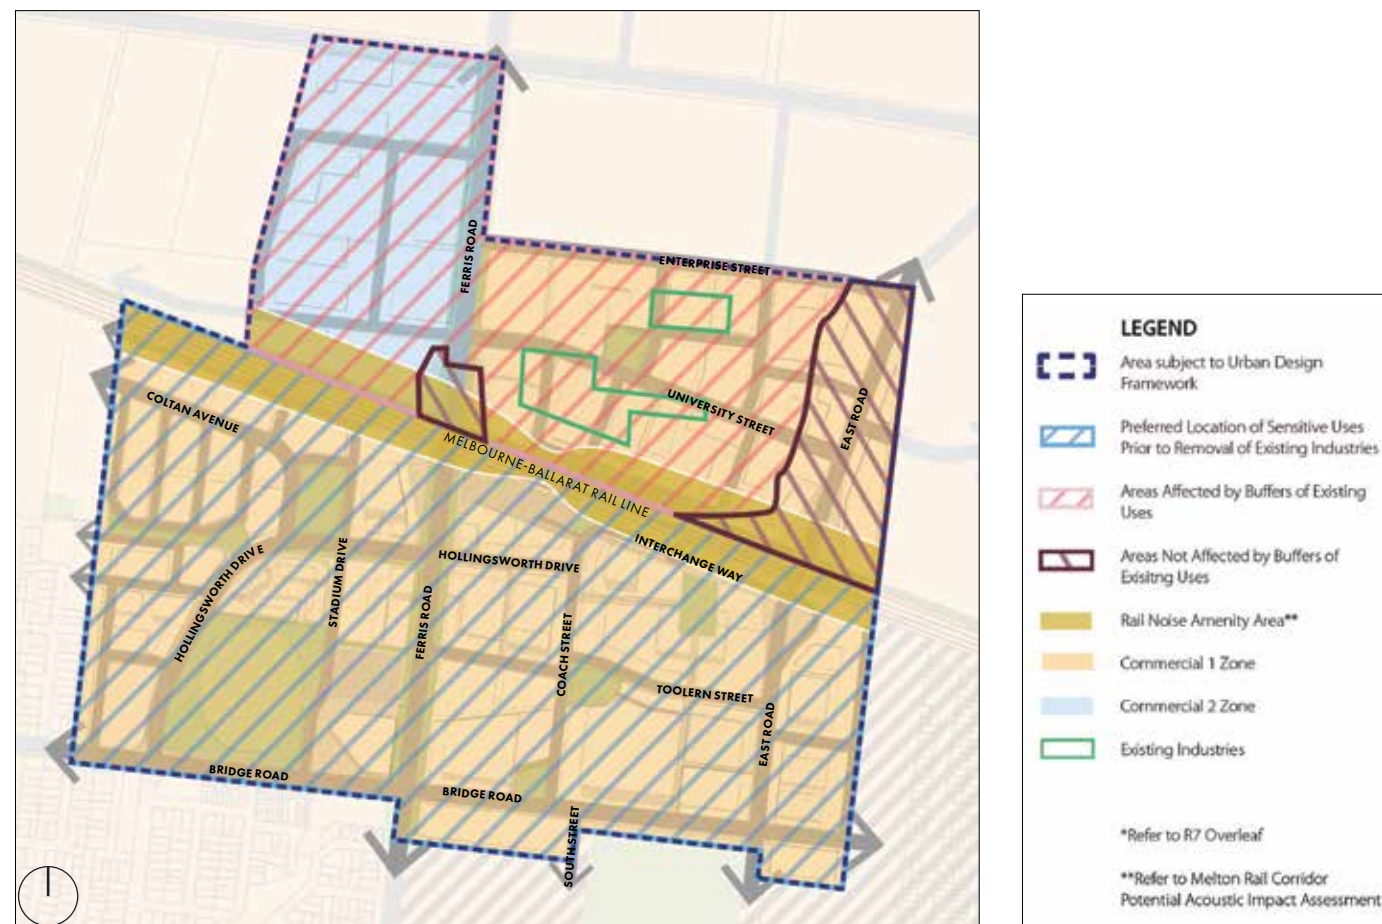 FERRIS ROAD
ENTERPRISE STREET
UNIVERSITY STREET
EAST ROAD
COLTAN AVENUE
MELBOURNE-BALLARAT RAIL LINE
INTERCHANGE WAY
HOLLINGSWORTH DRIVE
HOLLINGSWORTH DRIVE
STADIUM DRIVE
FERRIS ROAD
COACH STREET
TOOLERN STREET
EAST ROAD
BRIDGE ROAD
BRIDGE ROAD
SOUTH STREET
LEGEND
Area subject to Urban Design
Framework
Preferred Location of Sensitive Uses
Prior to Removal of Existing Industries
Areas Affected by Buffers of Existing
Uses
Areas Not Affected by Buffers of
Exisitng Uses
Rail Noise Amenity Area**
Commercial 1 Zone
Commercial 2 Zone
Existing Industries
*Refer to R7 Overleaf
**Refer to Melton Rail Corridor
Potential Acoustic Impact Assessment